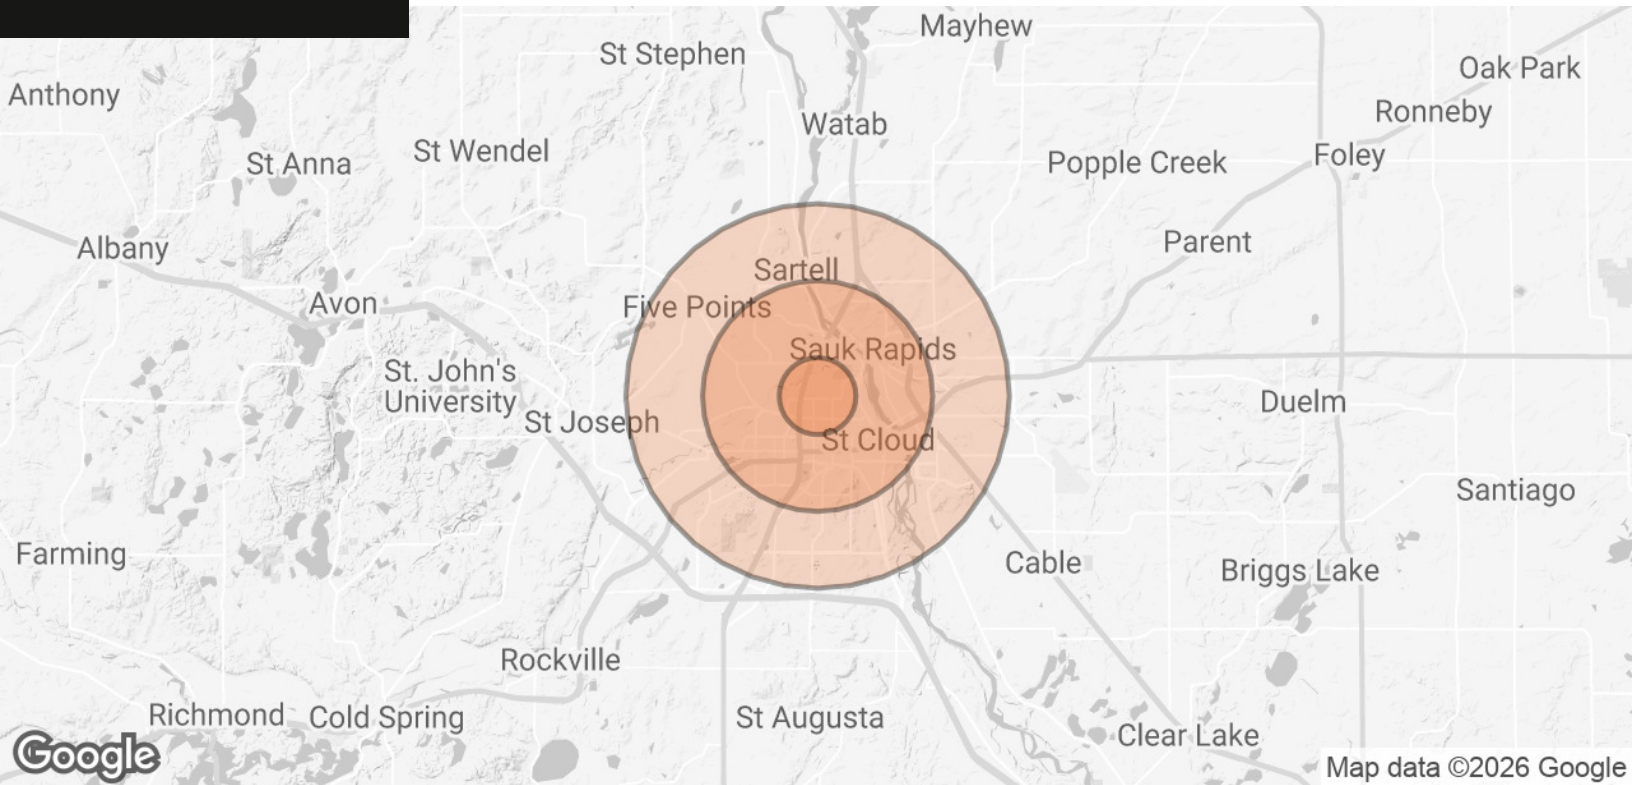 Mayhew
St Stephen
Oak Park
Anthony
Ronneby
Watab
St Wendel
Foley
St Anna
Popple Creek
Parent
Albany
Sartell
Avon
Five Points
Sauk Rapids
St. John's
University
Duelm
St Joseph
St Cloud
Santiago
Farming
Cable
Briggs Lake
Rockville
Richmond
Cold Spring
St Augusta
Clear Lake
Google
Map data ©2026 Google